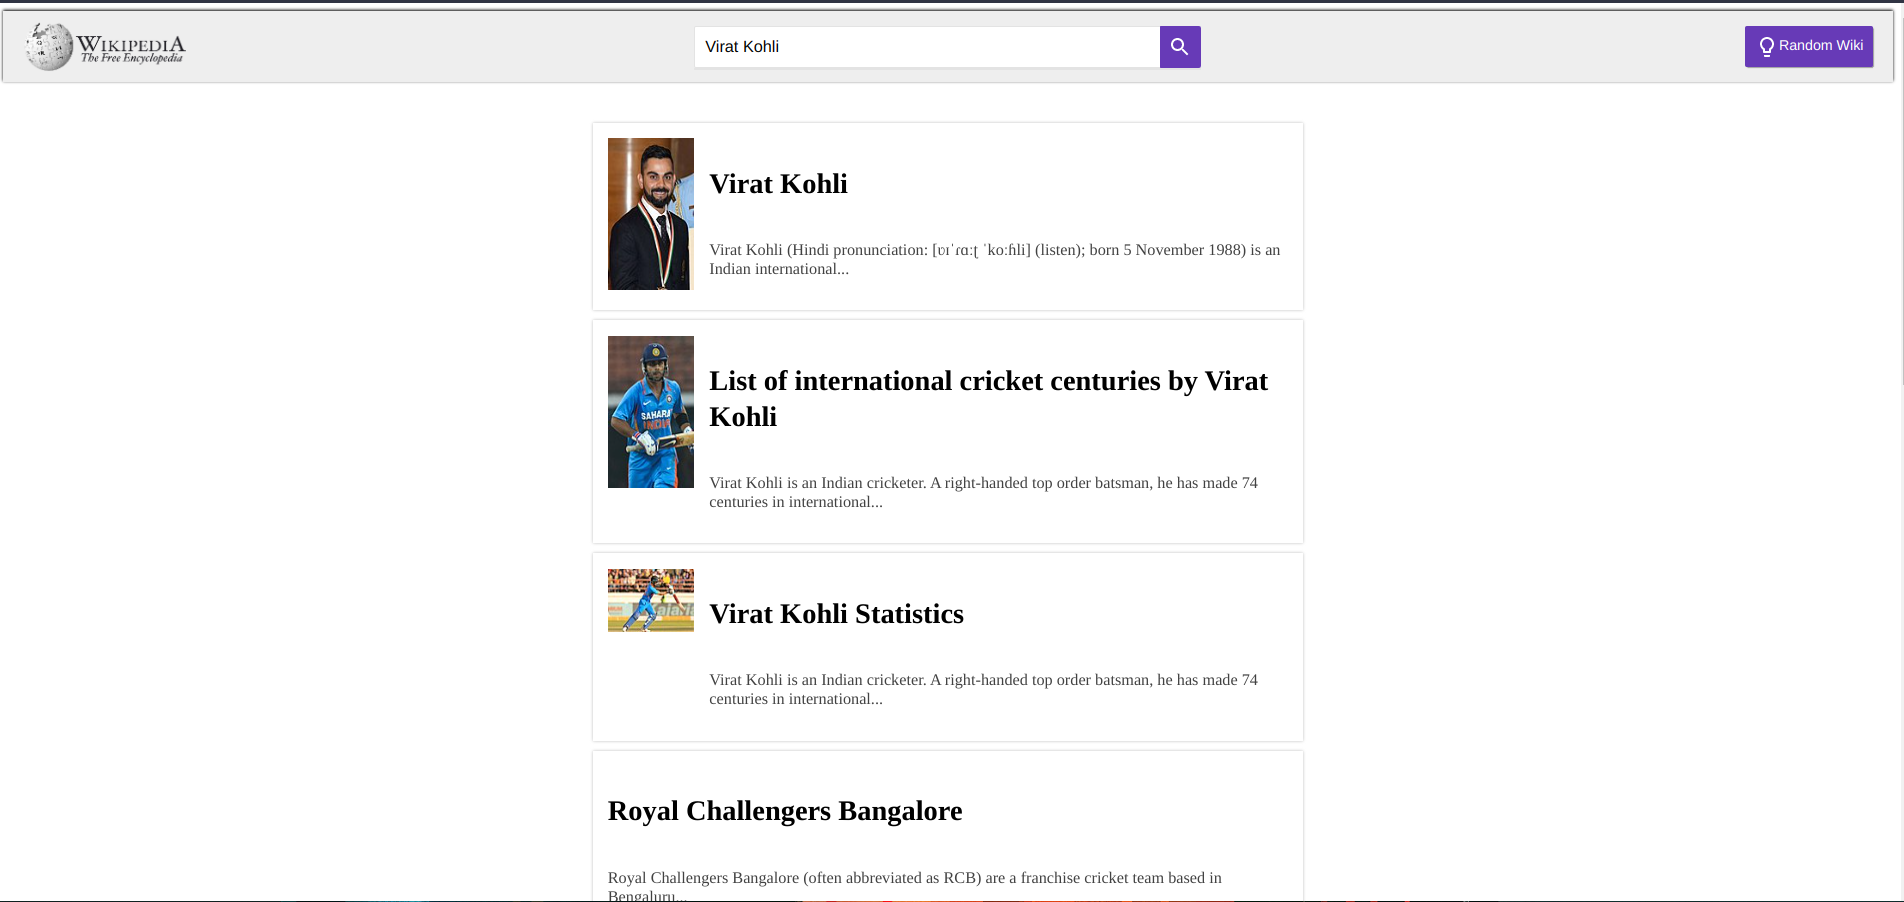 WIKIPEDIA
The Free Encyclopedia
Virat Kohli
Random Wiki
Virat Kohli
Virat Kohli (Hindi pronunciation: [ʋɪˈɾɑːʈ ˈkoːɦli] (listen); born 5 November 1988) is an
Indian international...
SAHARA
INDIA
List of international cricket centuries by Virat
Kohli
Virat Kohli is an Indian cricketer. A right-handed top order batsman, he has made 74
centuries in international...
Virat Kohli Statistics
Virat Kohli is an Indian cricketer. A right-handed top order batsman, he has made 74
centuries in international...
Royal Challengers Bangalore
Royal Challengers Bangalore (often abbreviated as RCB) are a franchise cricket team based in
Bengaluru...